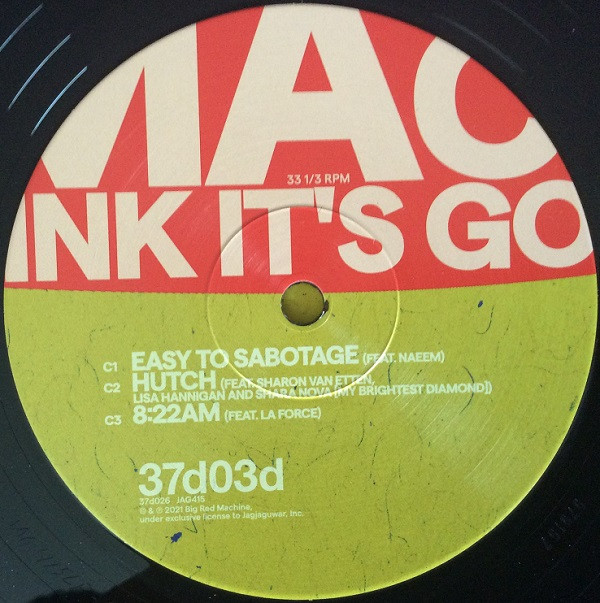 MAC
33 1/3 RPM
INK IT'S GO
C1 EASY TO SABOTAGE (FEAT. NAEEM)
C2 HUTCH (FEAT. SHARON VAN ETTEN,
LISA HANNIGAN AND SHARA NOVA [MY BRIGHTEST DIAMOND])
C3 8:22AM (FEAT. LA FORCE)
37d03d
37d026 JAG415
© & ℗ 2021 Big Red Machine,
under exclusive license to Jagjaguwar, Inc.